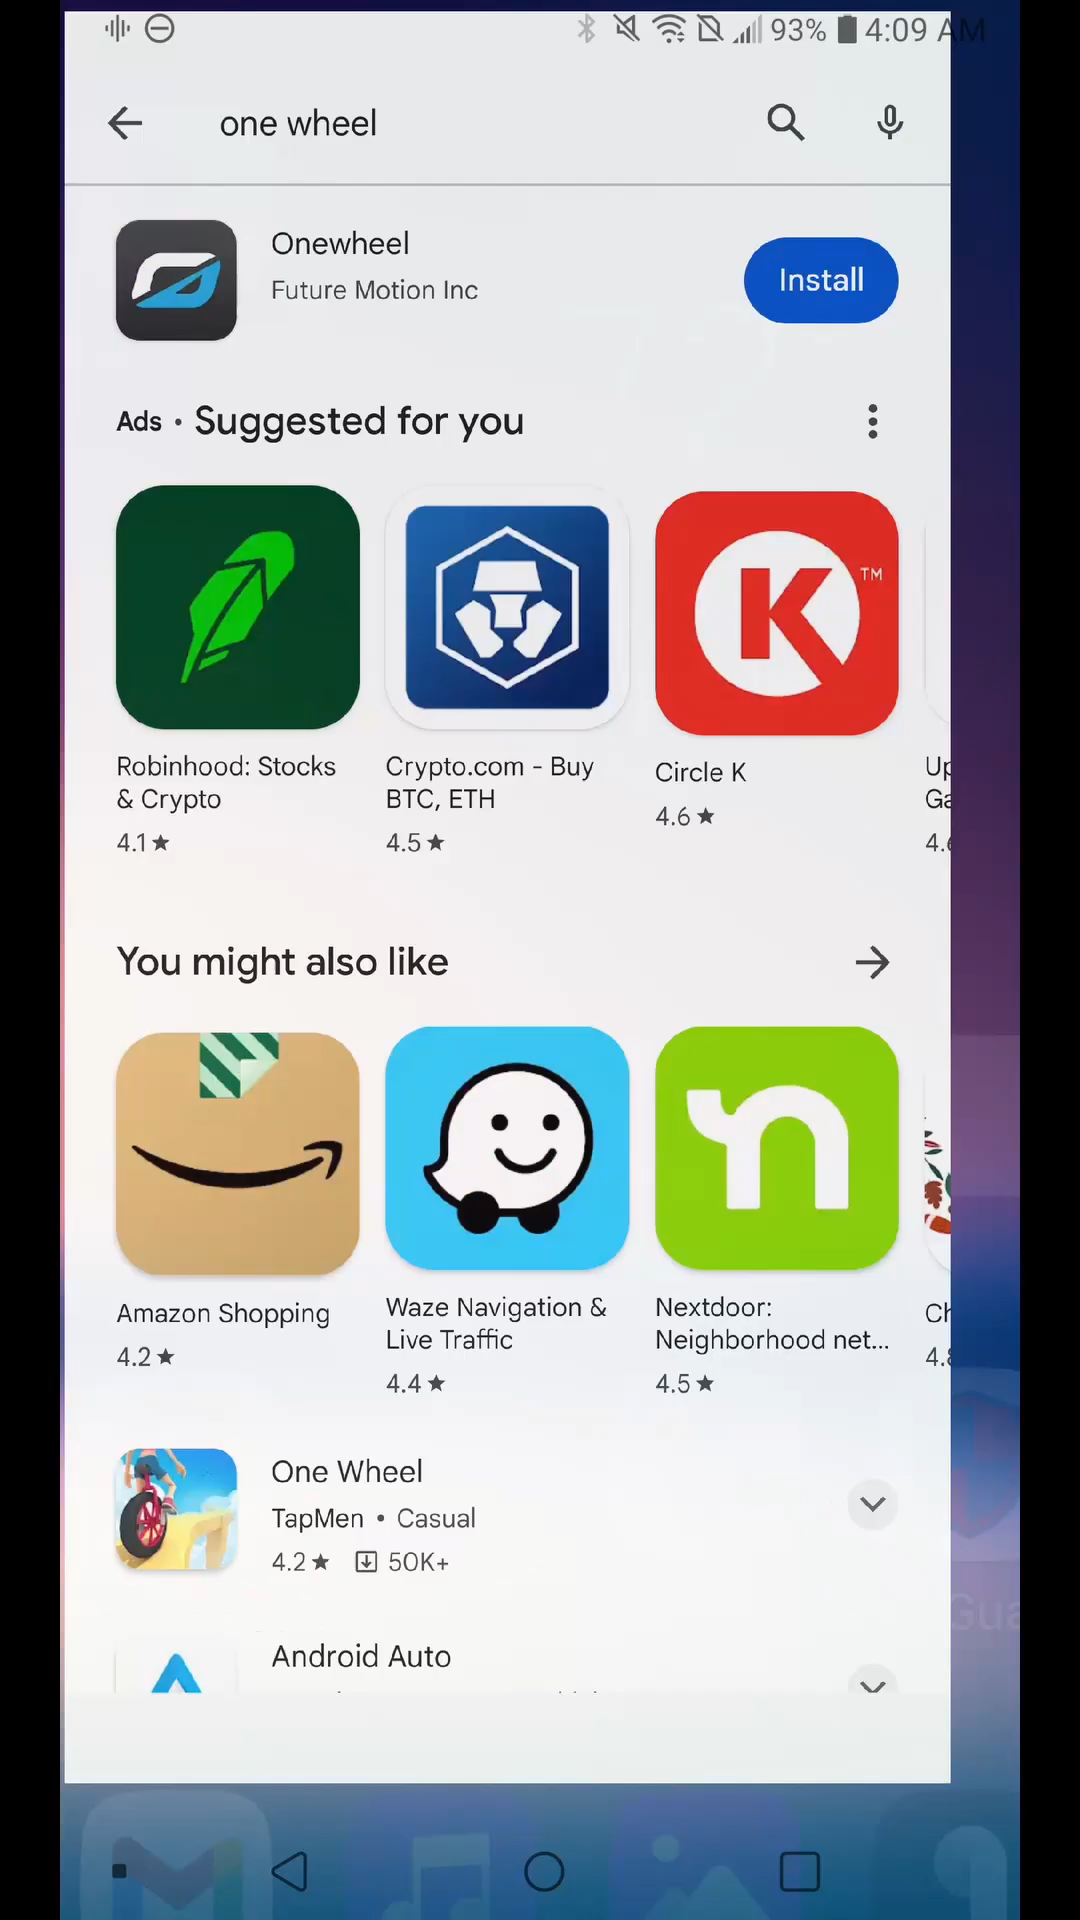 93% 4:09 AM
one wheel
Onewheel
Future Motion Inc
Install
Ads • Suggested for you
K TM
Robinhood: Stocks & Crypto
4.1★
Crypto.com - Buy BTC, ETH
4.5★
Circle K
4.6★
Up
Ga
4.6
You might also like
n
Amazon Shopping
4.2★
Waze Navigation & Live Traffic
4.4★
Nextdoor: Neighborhood net...
4.5★
Ch
4.8
One Wheel
TapMen • Casual
4.2★ 50K+
Gua
Android Auto